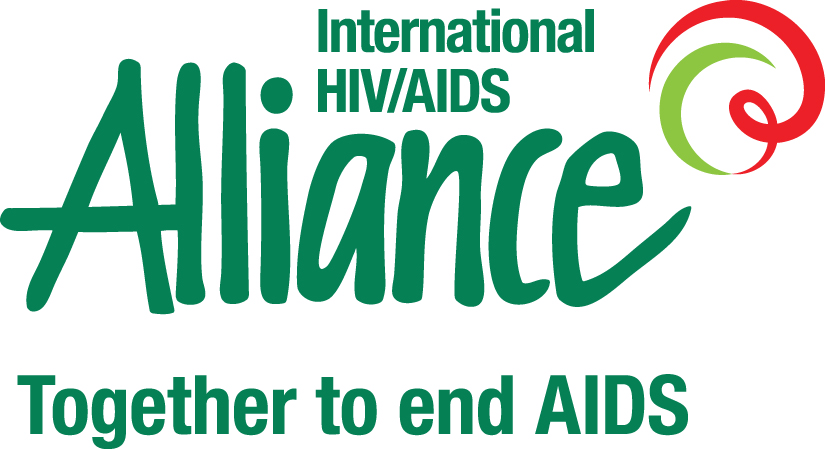 International
HIV/AIDS
Alliance
Together to end AIDS